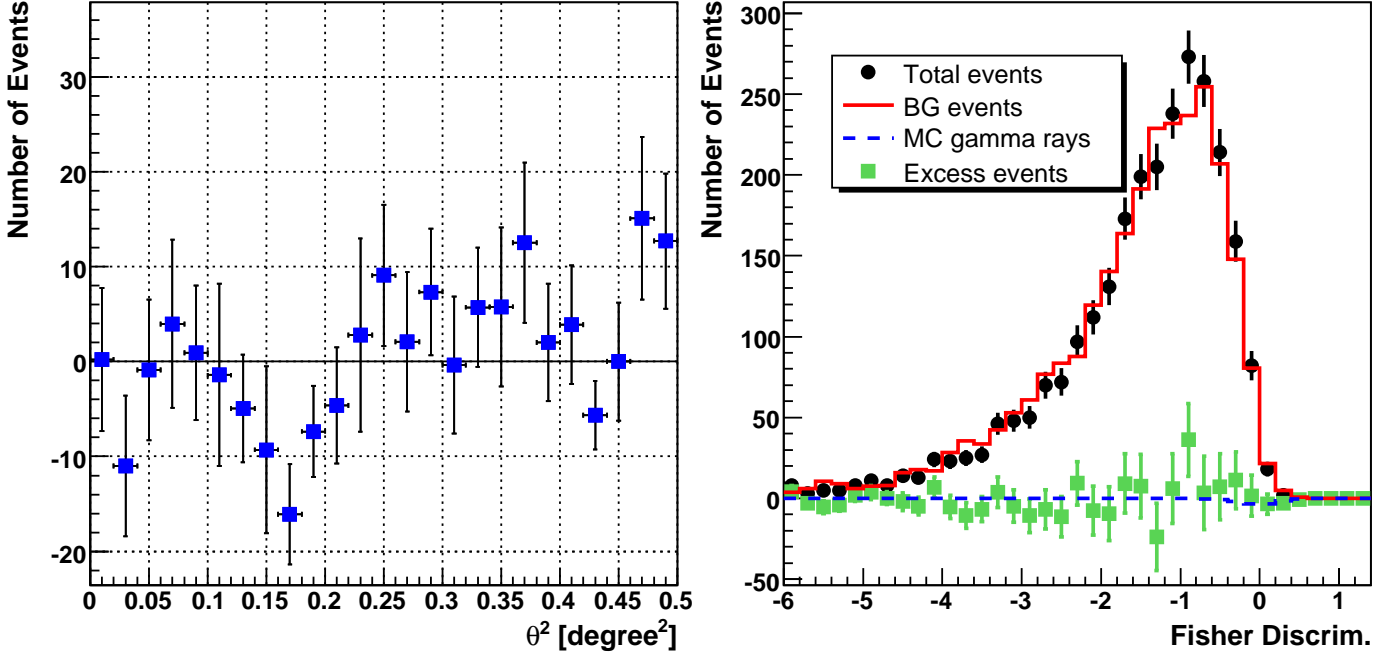 Number of Events
30
20
10
0
-10
-20
0 0.05 0.1 0.15 0.2 0.25 0.3 0.35 0.4 0.45 0.5
θ² [degree²]
Number of Events
300
250
200
150
100
50
0
-50
Total events
BG events
MC gamma rays
Excess events
-6 -5 -4 -3 -2 -1 0 1
Fisher Discrim.